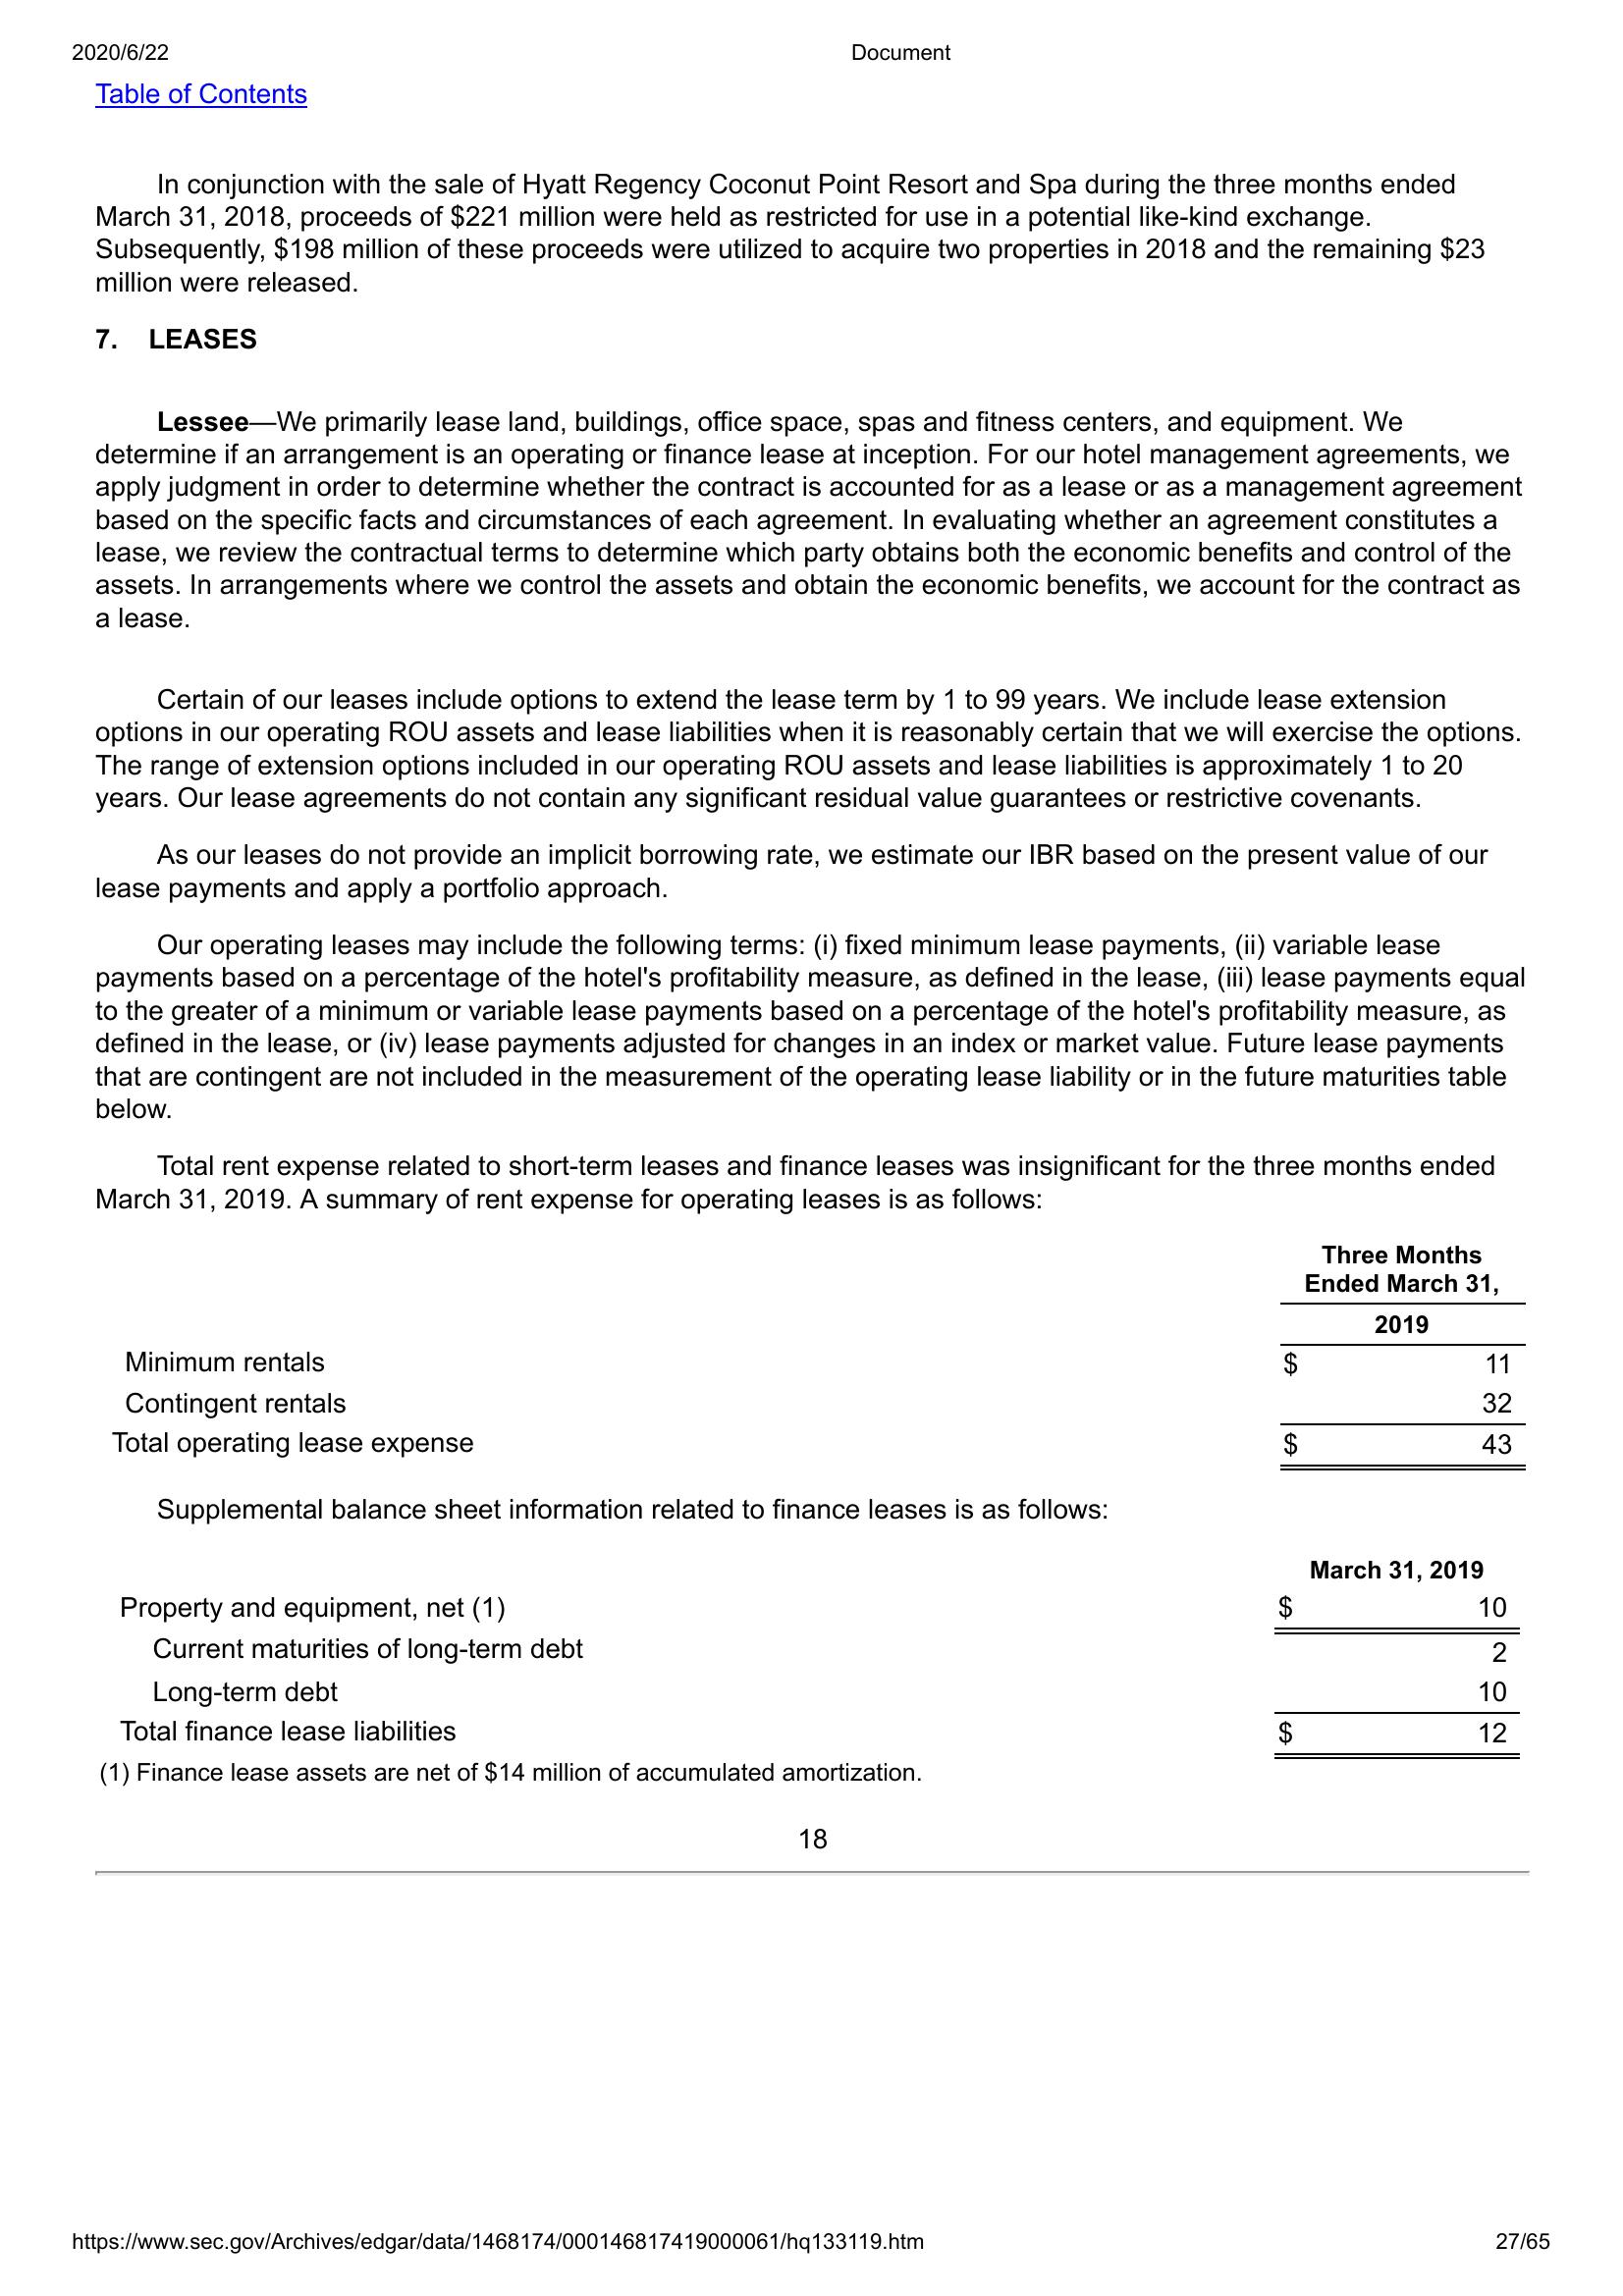 2020/6/22 Document
Table of Contents
In conjunction with the sale of Hyatt Regency Coconut Point Resort and Spa during the three months ended
March 31, 2018, proceeds of $221 million were held as restricted for use in a potential like-kind exchange.
Subsequently, $198 million of these proceeds were utilized to acquire two properties in 2018 and the remaining $23
million were released.
7. LEASES
Lessee—We primarily lease land, buildings, office space, spas and fitness centers, and equipment. We
determine if an arrangement is an operating or finance lease at inception. For our hotel management agreements, we
apply judgment in order to determine whether the contract is accounted for as a lease or as a management agreement
based on the specific facts and circumstances of each agreement. In evaluating whether an agreement constitutes a
lease, we review the contractual terms to determine which party obtains both the economic benefits and control of the
assets. In arrangements where we control the assets and obtain the economic benefits, we account for the contract as
a lease.
Certain of our leases include options to extend the lease term by 1 to 99 years. We include lease extension
options in our operating ROU assets and lease liabilities when it is reasonably certain that we will exercise the options.
The range of extension options included in our operating ROU assets and lease liabilities is approximately 1 to 20
years. Our lease agreements do not contain any significant residual value guarantees or restrictive covenants.
As our leases do not provide an implicit borrowing rate, we estimate our IBR based on the present value of our
lease payments and apply a portfolio approach.
Our operating leases may include the following terms: (i) fixed minimum lease payments, (ii) variable lease
payments based on a percentage of the hotel's profitability measure, as defined in the lease, (iii) lease payments equal
to the greater of a minimum or variable lease payments based on a percentage of the hotel's profitability measure, as
defined in the lease, or (iv) lease payments adjusted for changes in an index or market value. Future lease payments
that are contingent are not included in the measurement of the operating lease liability or in the future maturities table
below.
Total rent expense related to short-term leases and finance leases was insignificant for the three months ended
March 31, 2019. A summary of rent expense for operating leases is as follows:
Three Months
Ended March 31,
2019
Minimum rentals $ 11
Contingent rentals 32
Total operating lease expense $ 43
Supplemental balance sheet information related to finance leases is as follows:
March 31, 2019
Property and equipment, net (1) $ 10
Current maturities of long-term debt 2
Long-term debt 10
Total finance lease liabilities $ 12
(1) Finance lease assets are net of $14 million of accumulated amortization.
18
https://www.sec.gov/Archives/edgar/data/1468174/000146817419000061/hq133119.htm 27/65